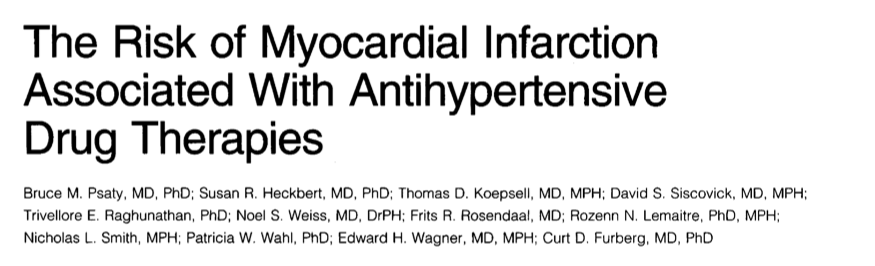 The Risk of Myocardial Infarction
Associated With Antihypertensive
Drug Therapies
Bruce M. Psaty, MD, PhD; Susan R. Heckbert, MD, PhD; Thomas D. Koepsell, MD, MPH; David S. Siscovick, MD, MPH;
Trivellore E. Raghunathan, PhD; Noel S. Weiss, MD, DrPH; Frits R. Rosendaal, MD; Rozenn N. Lemaitre, PhD, MPH;
Nicholas L. Smith, MPH; Patricia W. Wahl, PhD; Edward H. Wagner, MD, MPH; Curt D. Furberg, MD, PhD